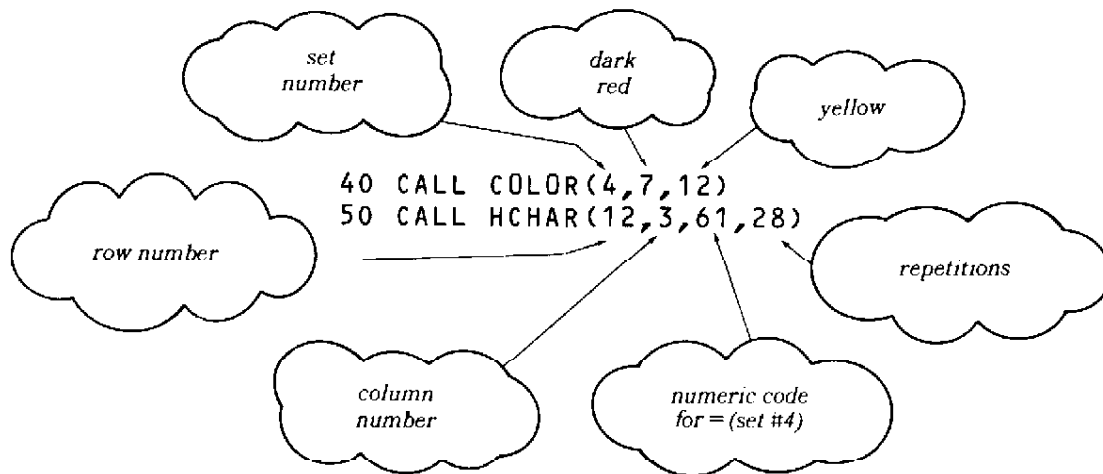 set
number
dark
red
yellow
40 CALL COLOR(4,7,12)
50 CALL HCHAR(12,3,61,28)
row number
repetitions
column
number
numeric code
for = (set #4)